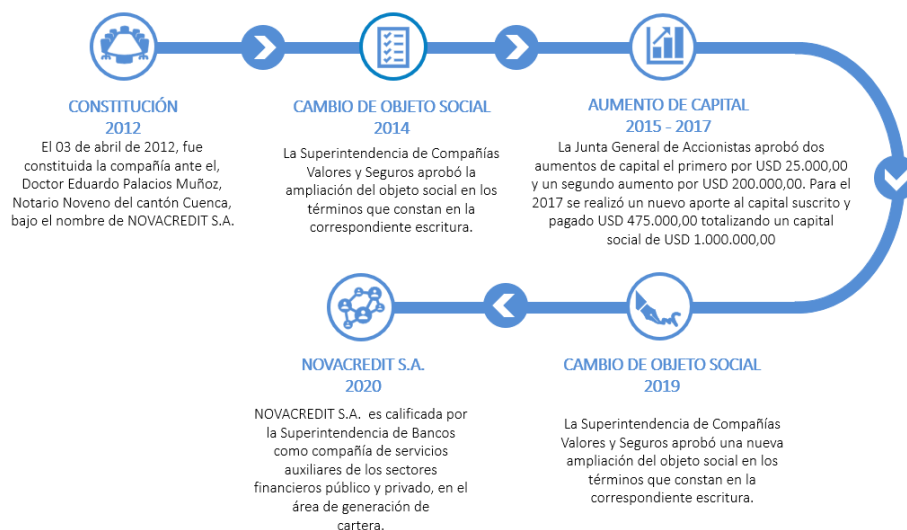 CONSTITUCIÓN
2012
El 03 de abril de 2012, fue
constituida la compañía ante el,
Doctor Eduardo Palacios Muñoz,
Notario Noveno del cantón Cuenca,
bajo el nombre de NOVACREDIT S.A.
CAMBIO DE OBJETO SOCIAL
2014
La Superintendencia de Compañías
Valores y Seguros aprobó la
ampliación del objeto social en los
términos que constan en la
correspondiente escritura.
AUMENTO DE CAPITAL
2015 - 2017
La Junta General de Accionistas aprobó dos
aumentos de capital el primero por USD 25.000,00
y un segundo aumento por USD 200.000,00. Para el
2017 se realizó un nuevo aporte al capital suscrito y
pagado USD 475.000,00 totalizando un capital
social de USD 1.000.000,00
NOVACREDIT S.A.
2020
NOVACREDIT S.A. es calificada por
la Superintendencia de Bancos
como compañía de servicios
auxiliares de los sectores
financieros público y privado, en el
área de generación de
cartera.
CAMBIO DE OBJETO SOCIAL
2019
La Superintendencia de Compañías
Valores y Seguros aprobó una nueva
ampliación del objeto social en los
términos que constan en la
correspondiente escritura.